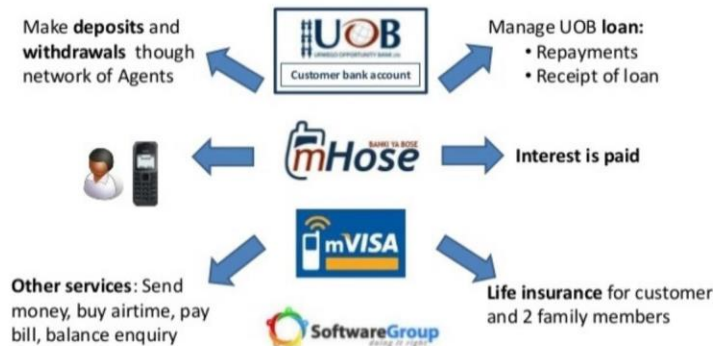 Make deposits and
withdrawals though
network of Agents
UOB
URWEGO OPPORTUNITY BANK Ltd.
Customer bank account
Manage UOB loan:
• Repayments
• Receipt of loan
BANKI YA BOSE
mHose
Interest is paid
mVISA
Other services: Send
money, buy airtime, pay
bill, balance enquiry
Life insurance for customer
and 2 family members
SoftwareGroup
doing it right